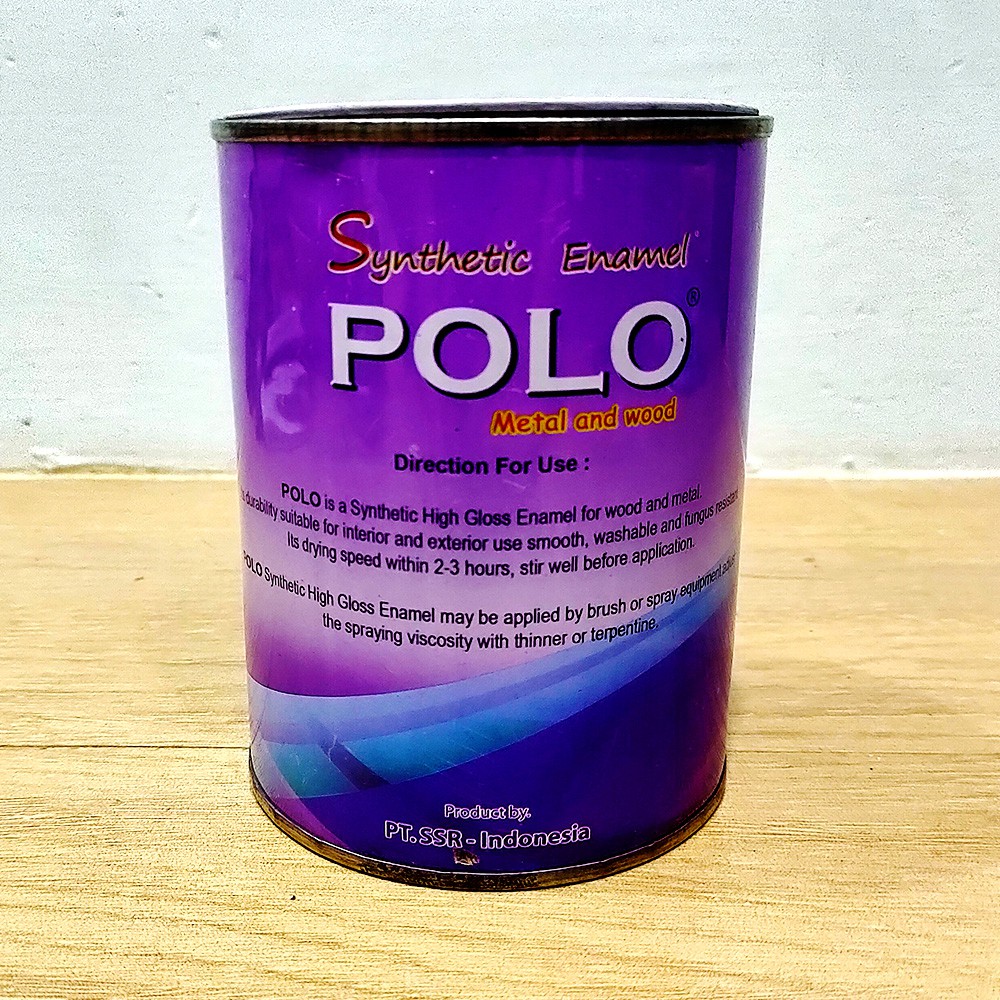 Synthetic Enamel
POLO®
Metal and wood
Direction For Use :
POLO is a Synthetic High Gloss Enamel for wood and metal.
durability suitable for interior and exterior use smooth, washable and fungus resistant
Its drying speed within 2-3 hours, stir well before application.
POLO Synthetic High Gloss Enamel may be applied by brush or spray equipment
the spraying viscosity with thinner or terpentine.
Product by.
PT. SSR - Indonesia